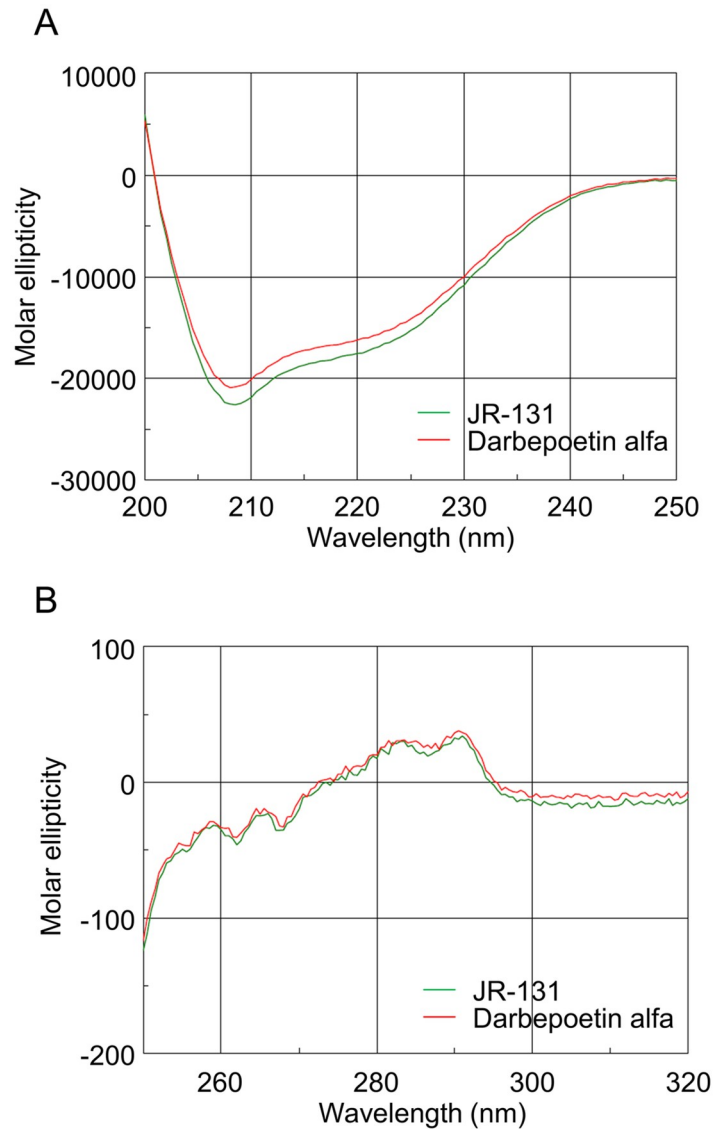 A
10000
0
-10000
-20000
-30000
Molar ellipticity
JR-131
Darbepoetin alfa
200 210 220 230 240 250
Wavelength (nm)
B
100
0
-100
-200
Molar ellipticity
JR-131
Darbepoetin alfa
260 280 300 320
Wavelength (nm)